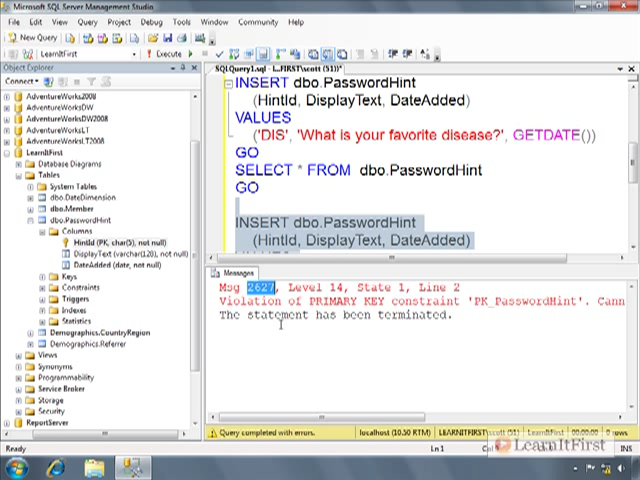 Microsoft SQL Server Management Studio
File Edit View Query Project Debug Tools Window Community Help
New Query
LearnItFirst Execute
Object Explorer
Connect
AdventureWorks2008
AdventureWorksDW
AdventureWorksDW2008
AdventureWorksLT
AdventureWorksLT2008
LearnItFirst
Database Diagrams
Tables
System Tables
dbo.DateDimension
dbo.Member
dbo.PasswordHint
Columns
HintId (PK, char(5), not null)
DisplayText (varchar(120), not null)
DateAdded (date, not null)
Keys
Constraints
Triggers
Indexes
Statistics
Demographics.CountryRegion
Demographics.Referrer
Views
Synonyms
Programmability
Service Broker
Storage
Security
ReportServer
SQLQuery1.sql - L...FIRST\scott (51))*
INSERT dbo.PasswordHint
(HintId, DisplayText, DateAdded)
VALUES
('DIS', 'What is your favorite disease?', GETDATE())
GO
SELECT * FROM dbo.PasswordHint
GO
INSERT dbo.PasswordHint
(HintId, DisplayText, DateAdded)
Messages
Msg 2627, Level 14, State 1, Line 2
Violation of PRIMARY KEY constraint 'PK_PasswordHint'. Cann
The statement has been terminated.
Query completed with errors. localhost (10.50 RTM) LEARNITFIRST\scott (51) LearnItFirst 00:00:00 0 rows
Ready Ln 1 INS
LearnItFirst